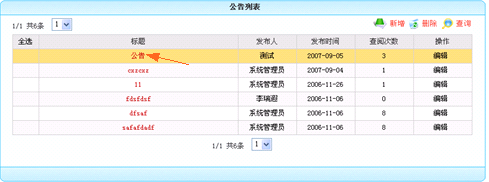 公告列表
1/1 共6条 1 新增 删除 查询
全选 标题 发布人 发布时间 查阅次数 操作
公告 测试 2007-09-05 3 编辑
cxzcxz 系统管理员 2007-09-04 1 编辑
11 系统管理员 2006-11-26 1 编辑
fdsfdsf 李瑞遐 2006-11-06 0 编辑
dfsaf 系统管理员 2006-11-06 8 编辑
safafdadf 系统管理员 2006-11-06 8 编辑
1/1 共6条 1